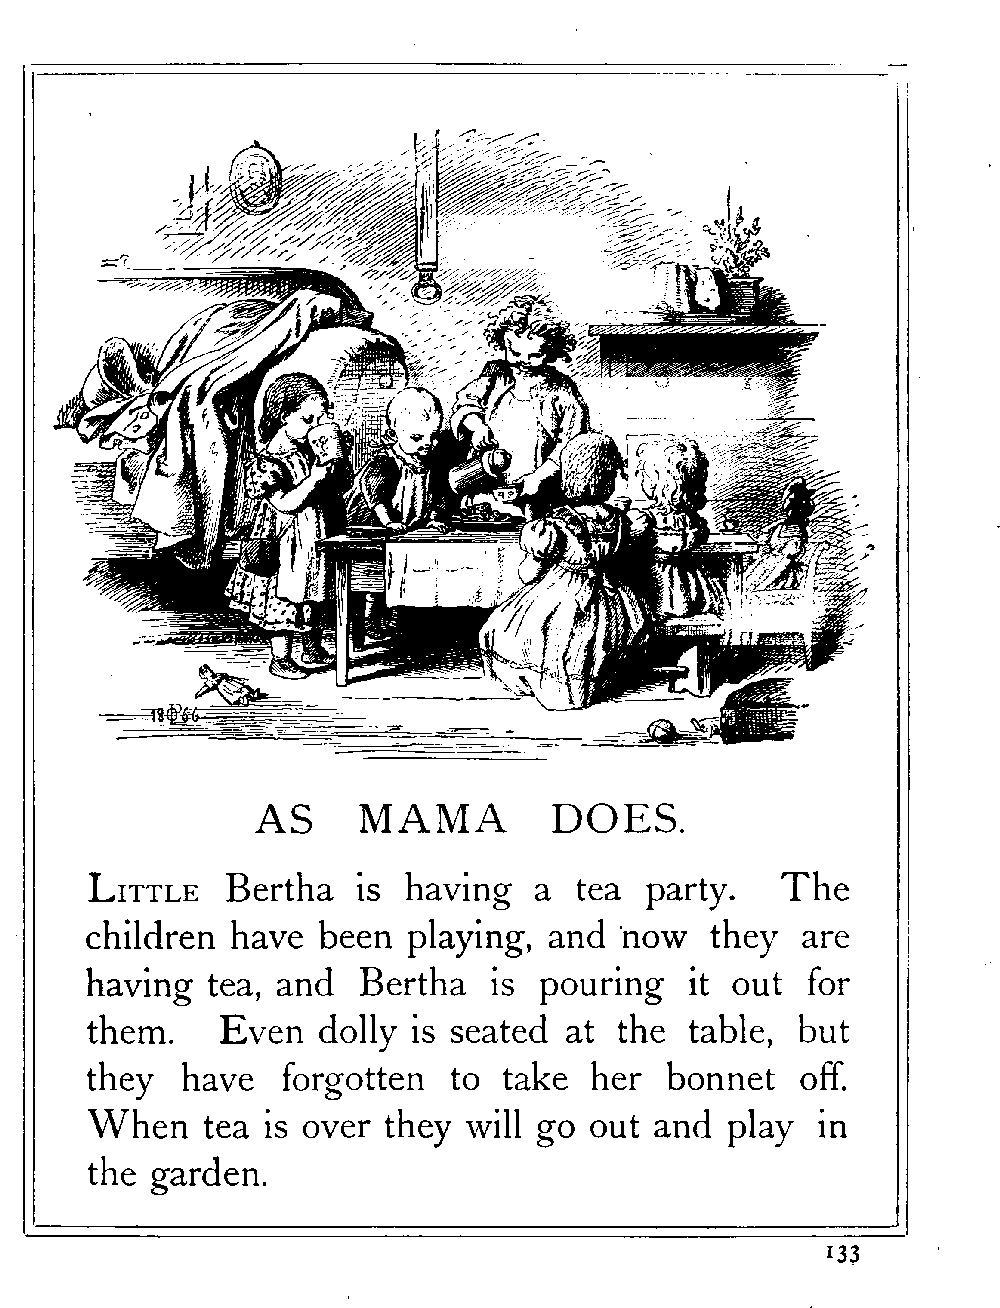 AS MAMA DOES.
LITTLE Bertha is having a tea party. The
children have been playing, and now they are
having tea, and Bertha is pouring it out for
them. Even dolly is seated at the table, but
they have forgotten to take her bonnet off.
When tea is over they will go out and play in
the garden.
133